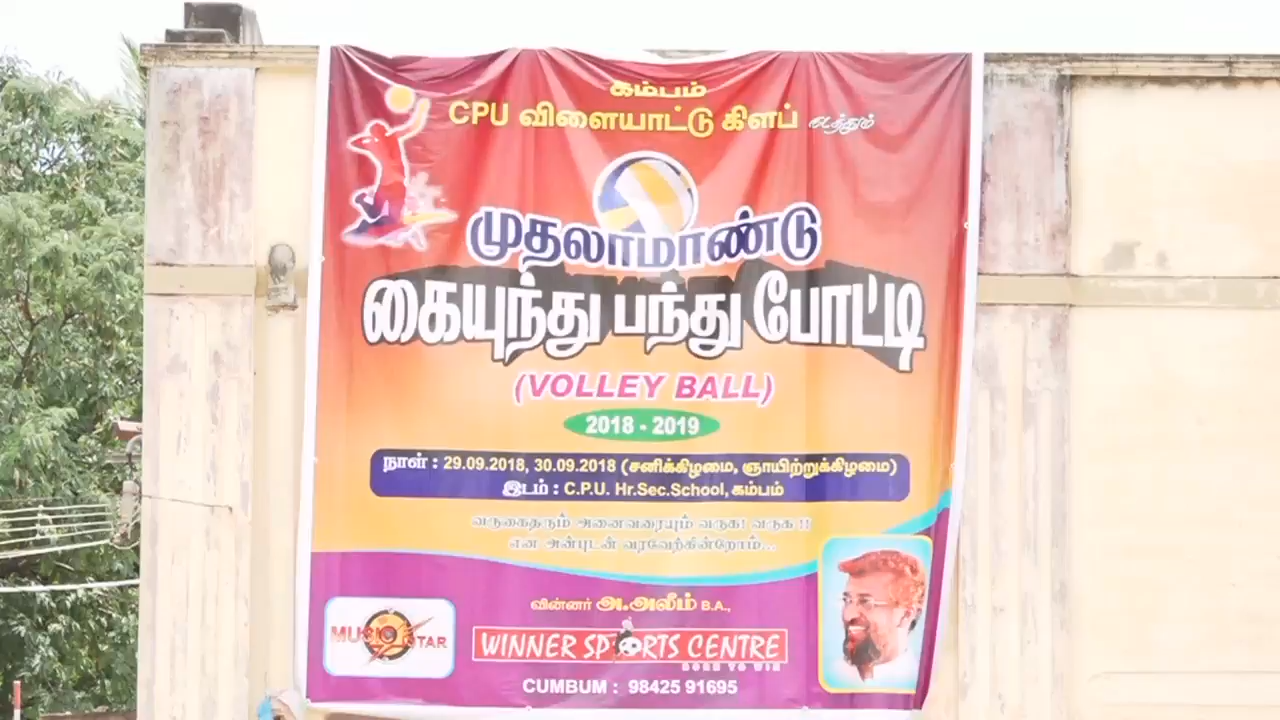 கம்பம்
CPU விளையாட்டு கிளப் நடத்தும்
முதலாமாண்டு
கையுந்து பந்து போட்டி
(VOLLEY BALL)
2018 - 2019
நாள் : 29.09.2018, 30.09.2018 (சனிக்கிழமை, ஞாயிற்றுக்கிழமை)
இடம் : C.P.U. Hr.Sec.School, கம்பம்
வருகைதரும் அனைவரையும் வருக! வருக !!
என அன்புடன் வரவேற்கின்றோம்...
வின்னர் அ.அலீம் B.A.,
MUSIC STAR
WINNER SPORTS CENTRE
BORN TO WIN
CUMBUM : 98425 91695